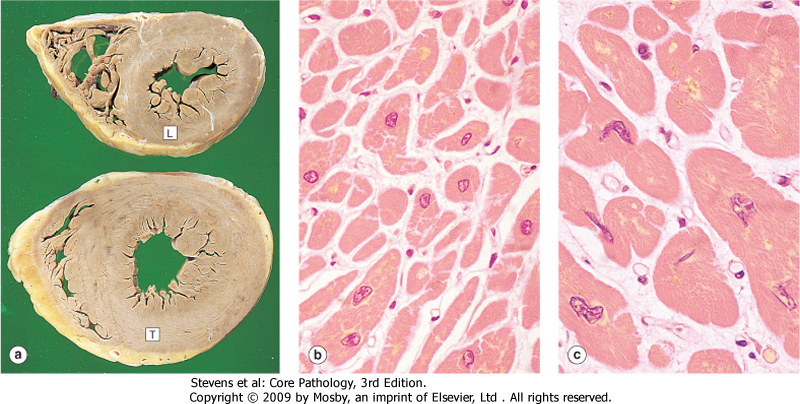 L
T
a
b
c
Stevens et al: Core Pathology, 3rd Edition.
Copyright © 2009 by Mosby, an imprint of Elsevier, Ltd . All rights reserved.